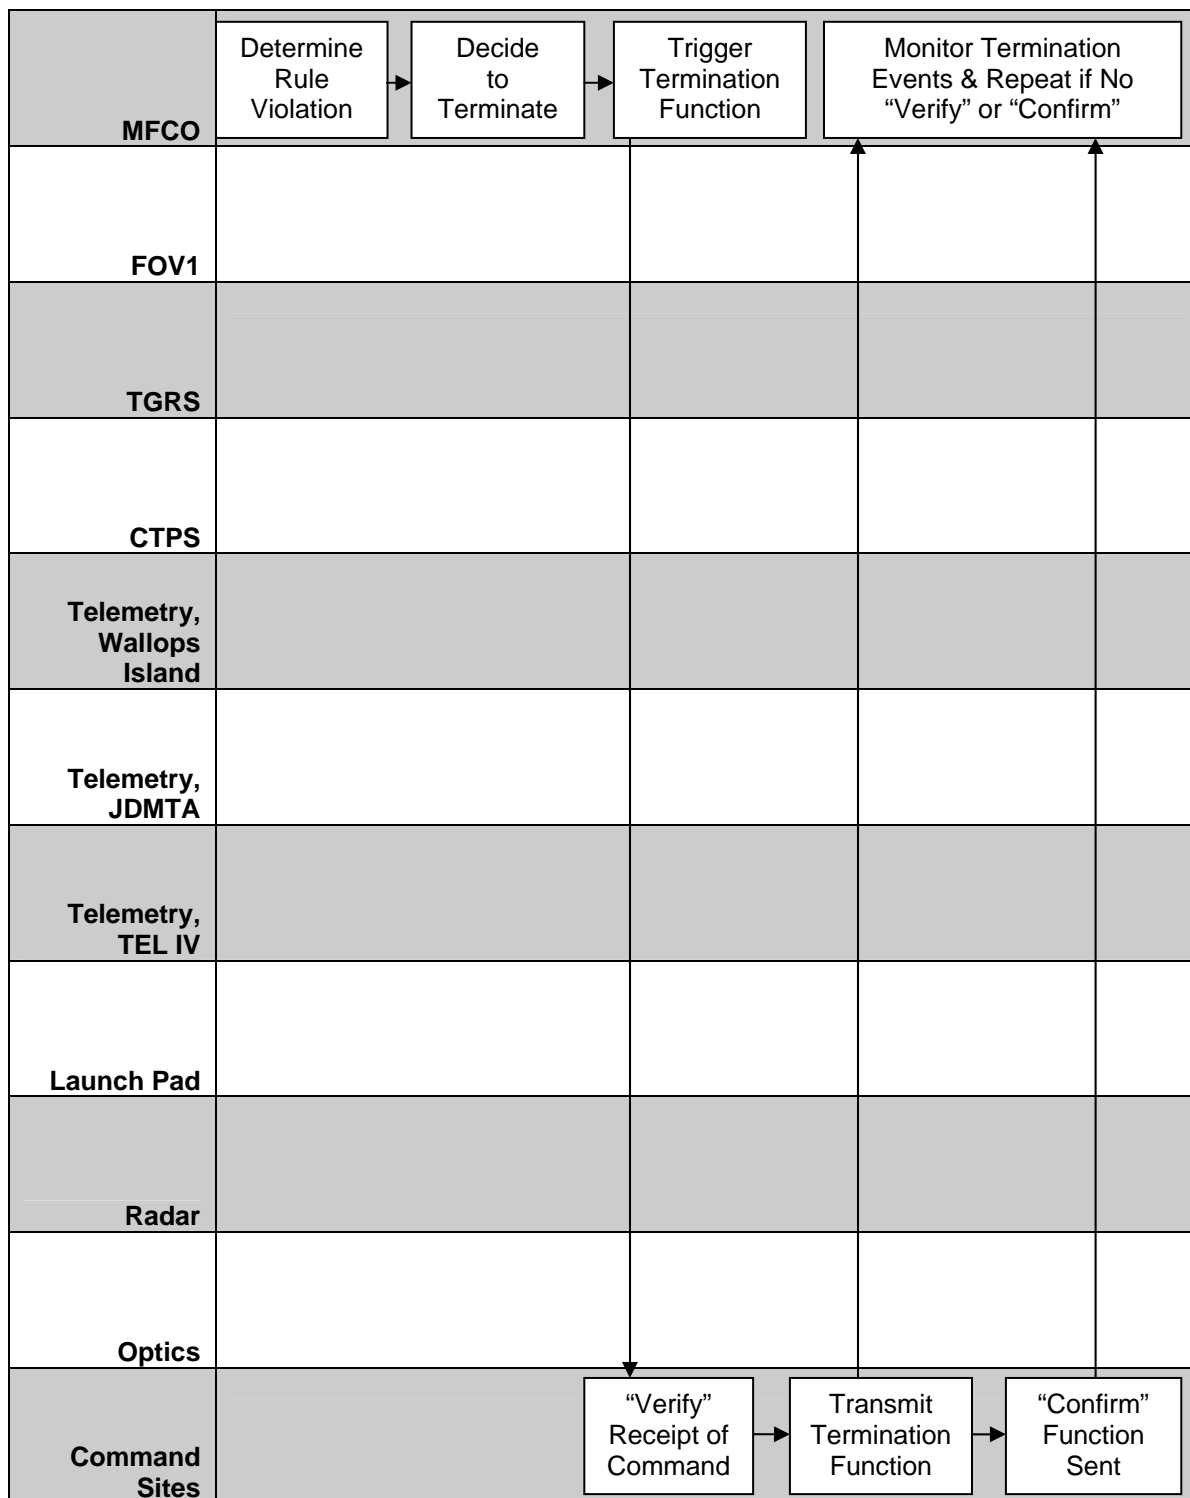 Determine
Rule
Violation
Decide
to
Terminate
Trigger
Termination
Function
Monitor Termination
Events & Repeat if No
“Verify” or “Confirm”
MFCO
FOV1
TGRS
CTPS
Telemetry,
Wallops
Island
Telemetry,
JDMTA
Telemetry,
TEL IV
Launch Pad
Radar
Optics
“Verify”
Receipt of
Command
Transmit
Termination
Function
“Confirm”
Function
Sent
Command
Sites